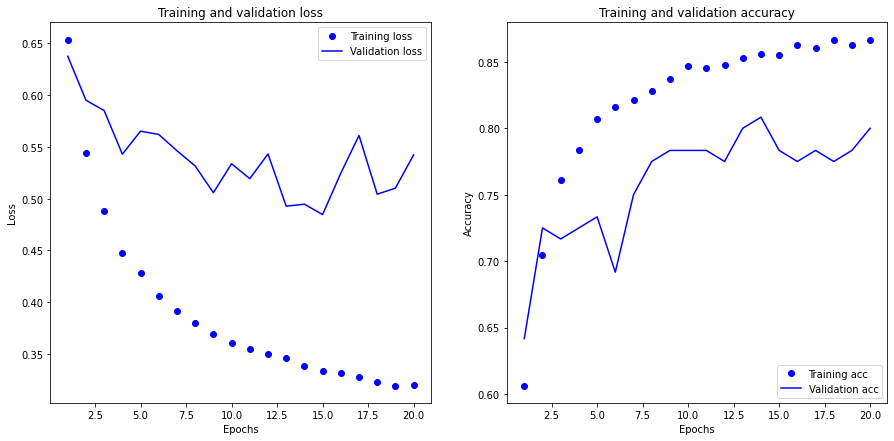 Training and validation loss
Training loss
Validation loss
0.65
0.60
0.55
0.50
0.45
0.40
0.35
Loss
2.5 5.0 7.5 10.0 12.5 15.0 17.5 20.0
Epochs
Training and validation accuracy
0.85
0.80
0.75
0.70
0.65
0.60
Accuracy
Training acc
Validation acc
2.5 5.0 7.5 10.0 12.5 15.0 17.5 20.0
Epochs